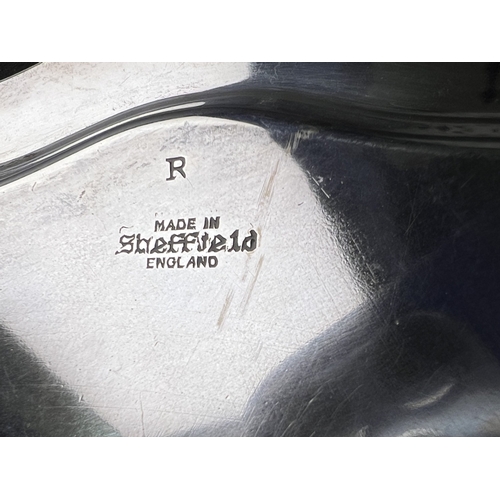 R
MADE IN
Sheffield
ENGLAND